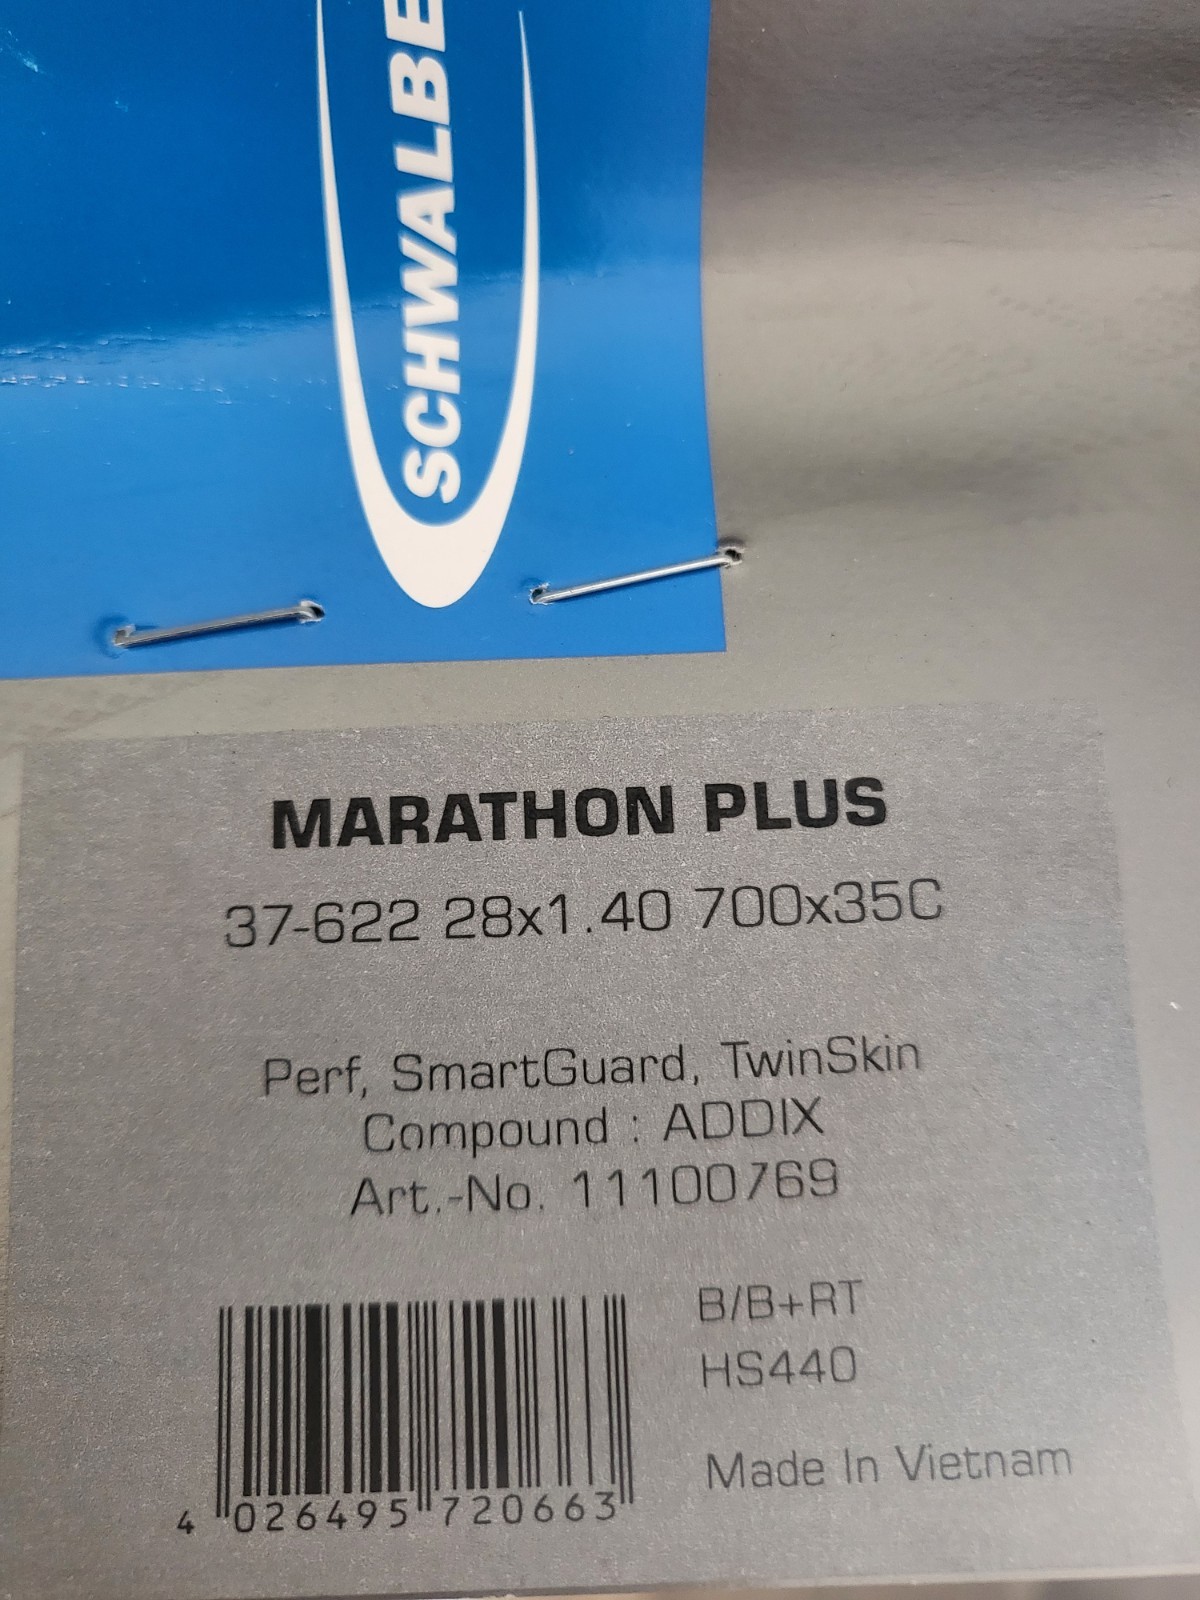 SCHWALBE
MARATHON PLUS
37-622 28x1.40 700x35C
Perf, SmartGuard, TwinSkin
Compound : ADDIX
Art.-No. 11100769
B/B+RT
HS440
Made In Vietnam
4 026495 720663